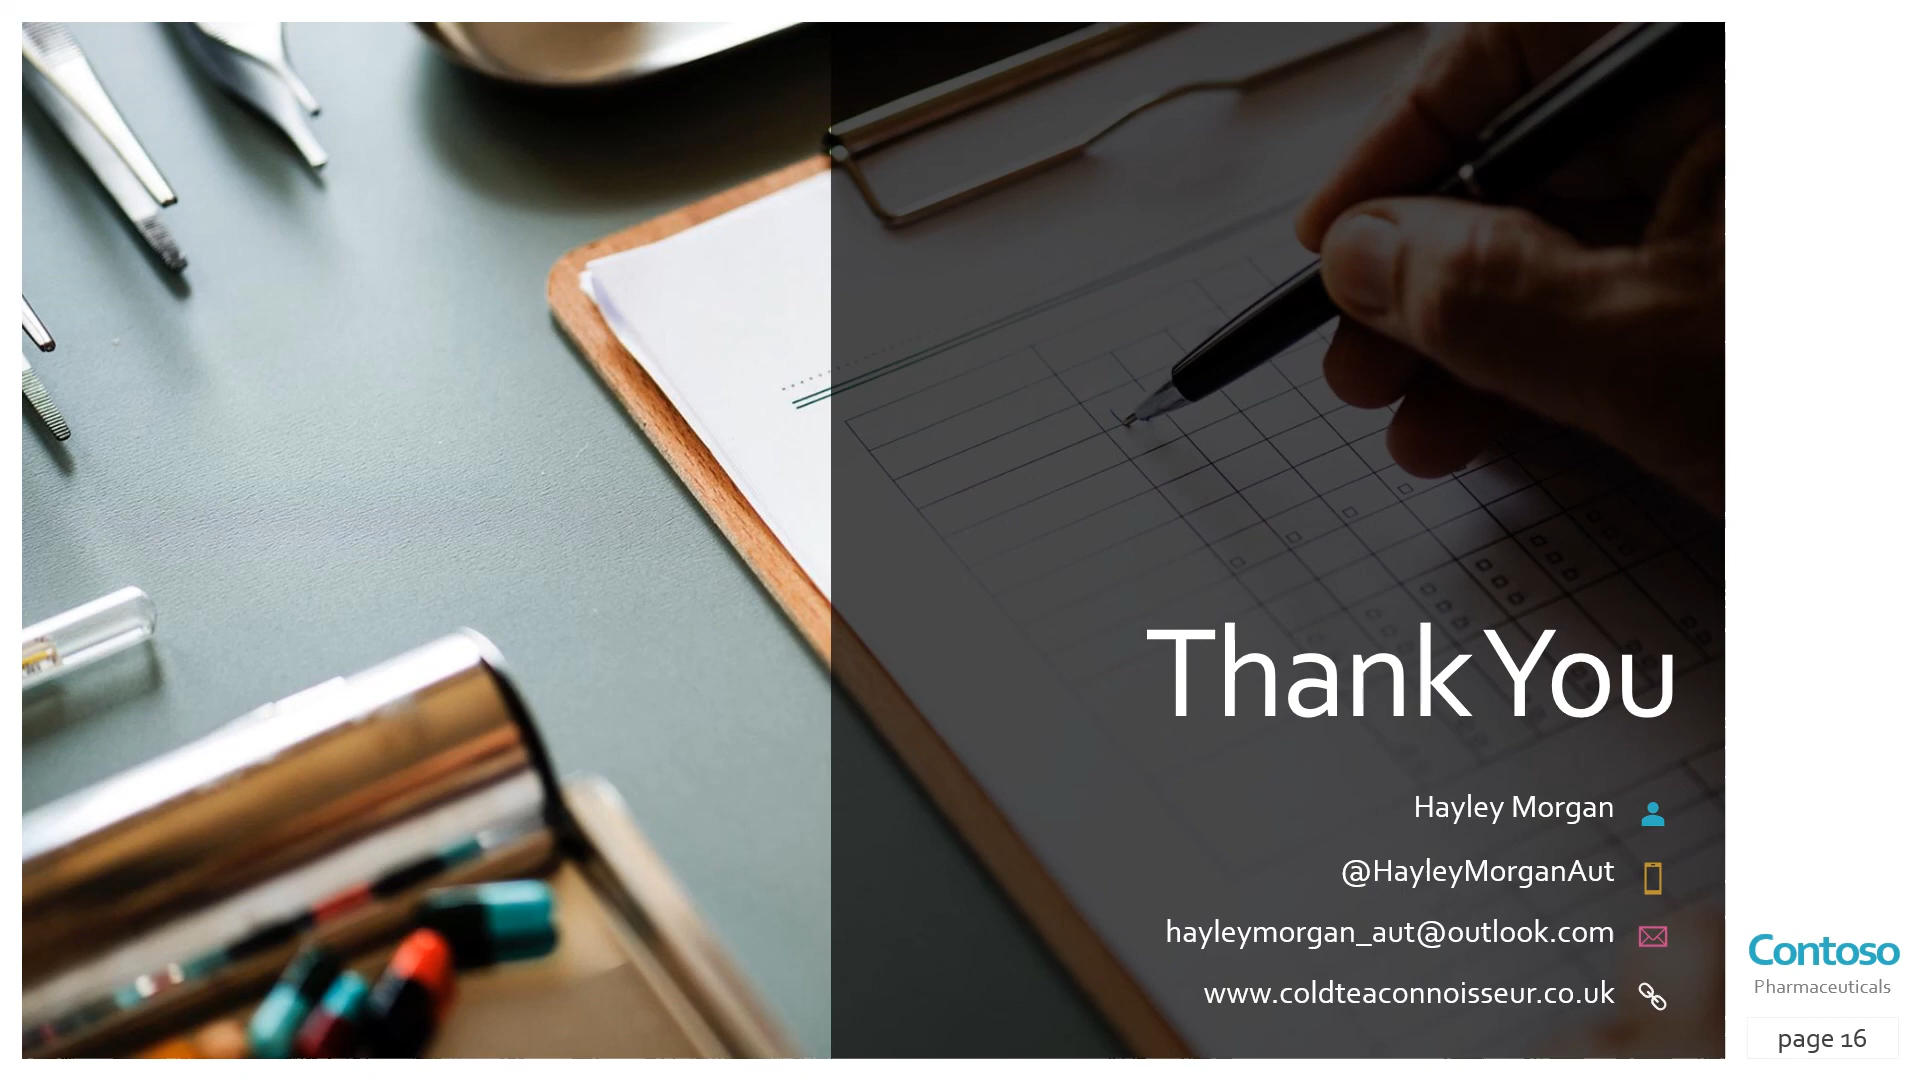 Thank You
Hayley Morgan
@HayleyMorganAut
hayleymorgan_aut@outlook.com
www.coldteaconnoisseur.co.uk
Contoso
Pharmaceuticals
page 16